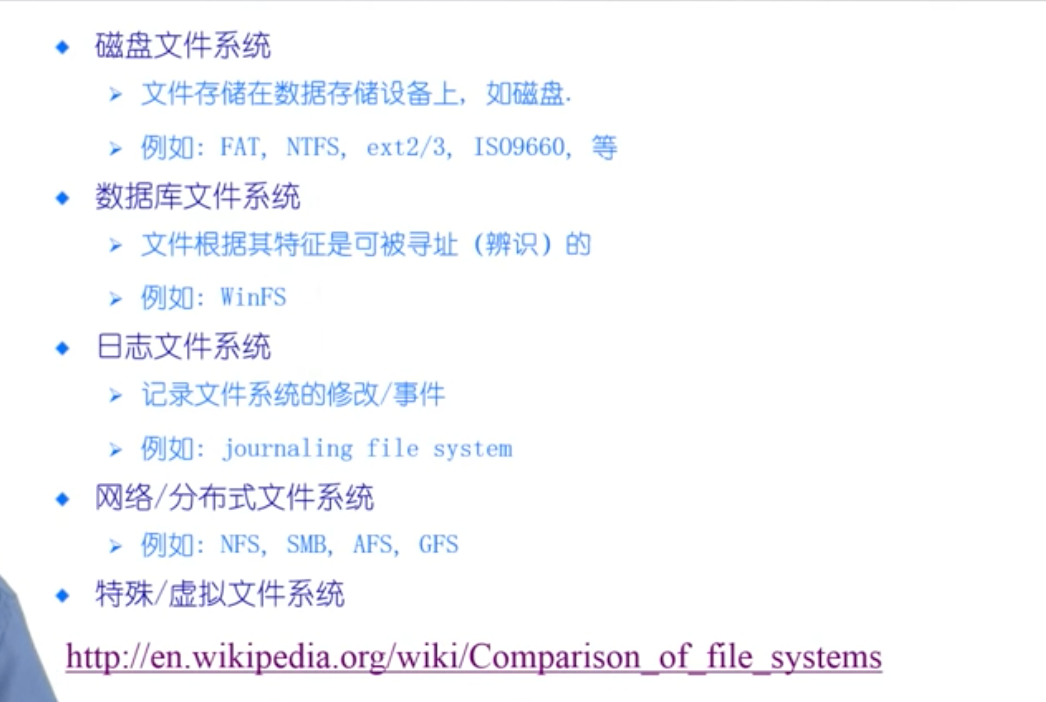 磁盘文件系统
文件存储在数据存储设备上, 如磁盘.
例如: FAT, NTFS, ext2/3, ISO9660, 等
数据库文件系统
文件根据其特征是可被寻址 (辨识) 的
例如: WinFS
日志文件系统
记录文件系统的修改/事件
例如: journaling file system
网络/分布式文件系统
例如: NFS, SMB, AFS, GFS
特殊/虚拟文件系统
http://en.wikipedia.org/wiki/Comparison_of_file_systems